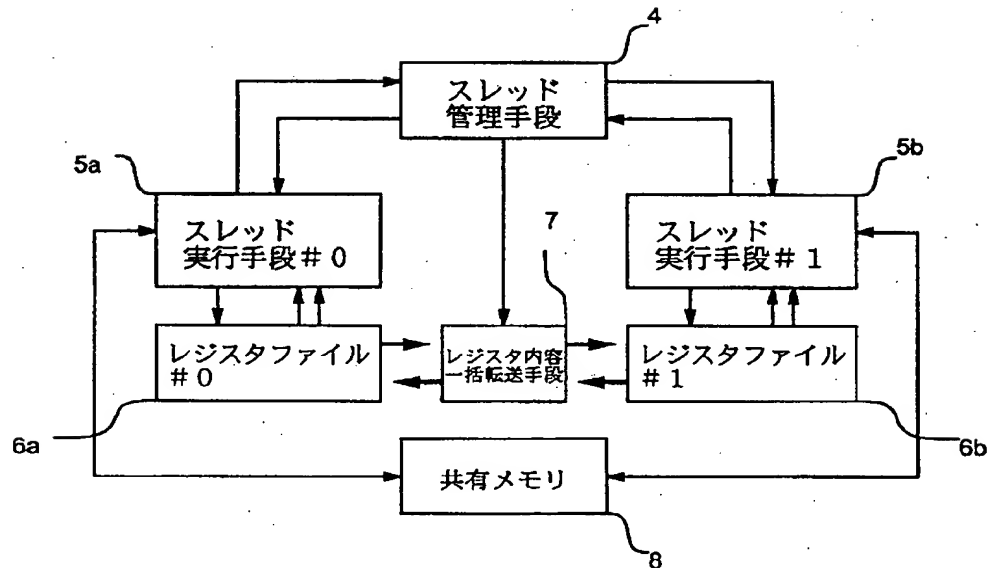 4
スレッド
管理手段
5a
5b
スレッド
実行手段＃０
7
スレッド
実行手段＃１
レジスタファイル
＃０
レジスタ内容
一括転送手段
レジスタファイル
＃１
6a
6b
共有メモリ
8